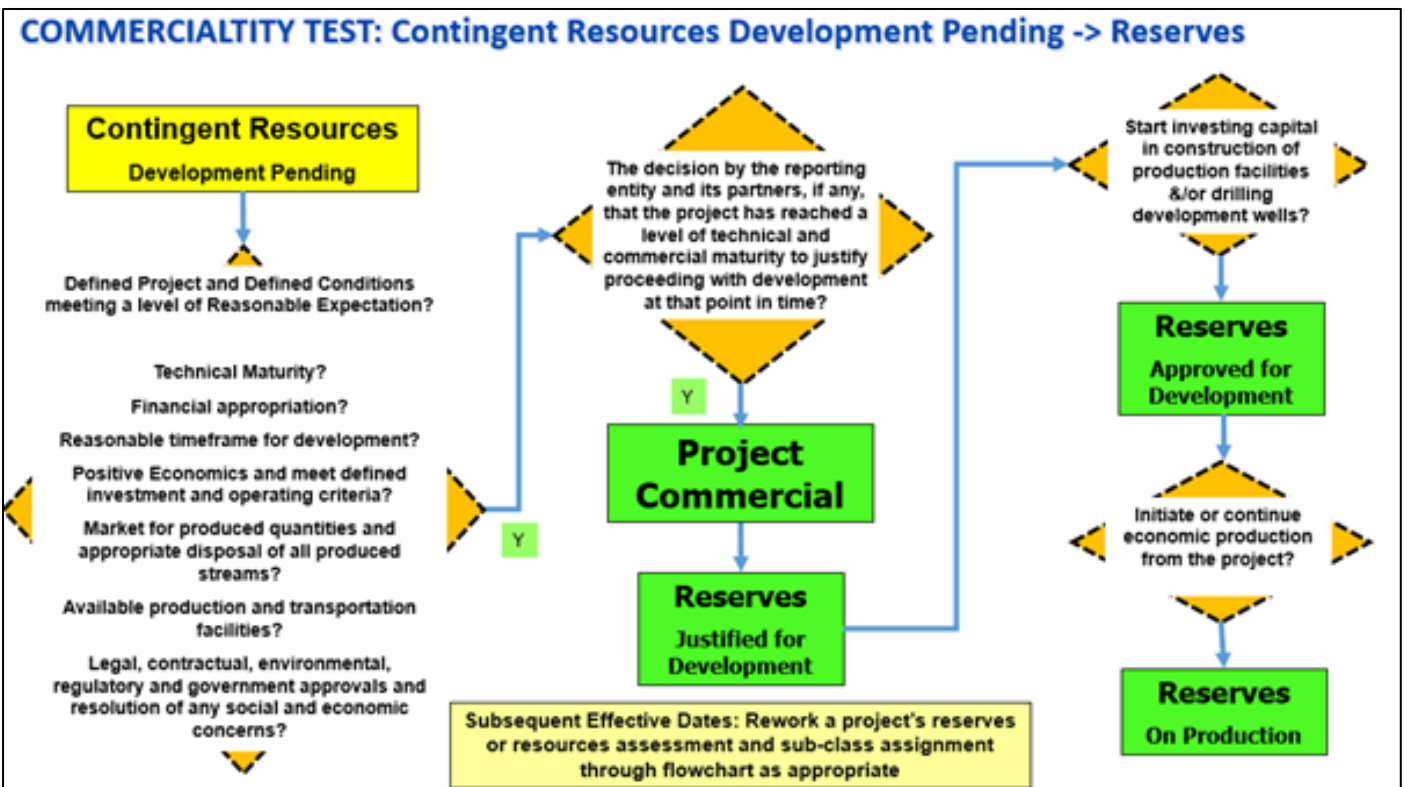 COMMERCIALTITY TEST: Contingent Resources Development Pending -> Reserves
Contingent Resources
Development Pending
Defined Project and Defined Conditions
meeting a level of Reasonable Expectation?
Technical Maturity?
Financial appropriation?
Reasonable timeframe for development?
Positive Economics and meet defined
investment and operating criteria?
Market for produced quantities and
appropriate disposal of all produced
streams?
Available production and transportation
facilities?
Legal, contractual, environmental,
regulatory and government approvals and
resolution of any social and economic
concerns?
Y
The decision by the reporting
entity and its partners, if any,
that the project has reached a
level of technical and
commercial maturity to justify
proceeding with development
at that point in time?
Y
Project
Commercial
Reserves
Justified for
Development
Subsequent Effective Dates: Rework a project's reserves
or resources assessment and sub-class assignment
through flowchart as appropriate
Start investing capital
in construction of
production facilities
&/or drilling
development wells?
Reserves
Approved for
Development
Initiate or continue
economic production
from the project?
Reserves
On Production